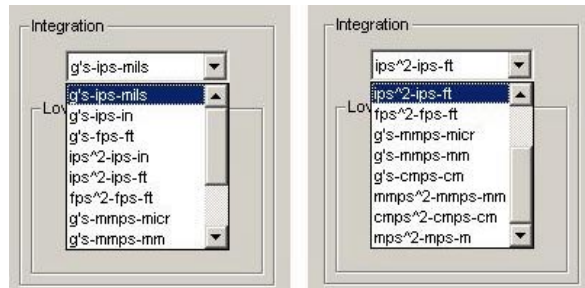 Integration
g's-ips-mils
g's-ips-mils
Lov
g's-ips-in
g's-fps-ft
ips^2-ips-in
ips^2-ips-ft
fps^2-fps-ft
g's-mmps-micr
g's-mmps-mm
Integration
ips^2-ips-ft
ips^2-ips-ft
Lov
fps^2-fps-ft
g's-mmps-micr
g's-mmps-mm
g's-cmps-cm
mmps^2-mmps-mm
cmps^2-cmps-cm
mps^2-mps-m